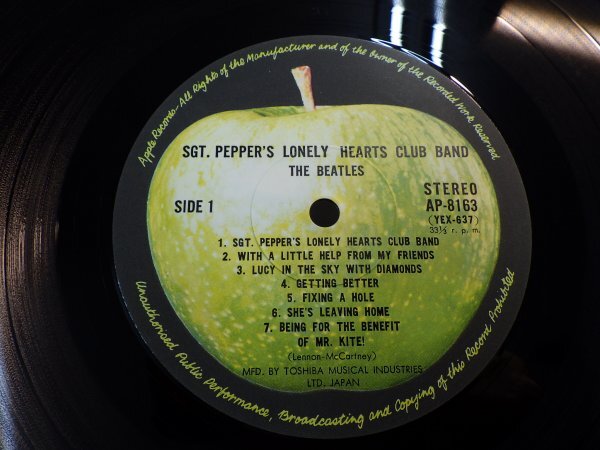 Apple Records-All Rights of the Manufacturer and of the Owner of the Recorded Work Reserved
SGT. PEPPER'S LONELY HEARTS CLUB BAND
THE BEATLES
SIDE 1
STEREO
AP-8163
(YEX-637)
33⅓ r. p. m.
1. SGT. PEPPER'S LONELY HEARTS CLUB BAND
2. WITH A LITTLE HELP FROM MY FRIENDS
3. LUCY IN THE SKY WITH DIAMONDS
4. GETTING BETTER
5. FIXING A HOLE
6. SHE'S LEAVING HOME
7. BEING FOR THE BENEFIT
OF MR. KITE!
(Lennon-McCartney)
MFD. BY TOSHIBA MUSICAL INDUSTRIES
LTD. JAPAN
Unauthorised Public Performance, Broadcasting and Copying of this Record Prohibited